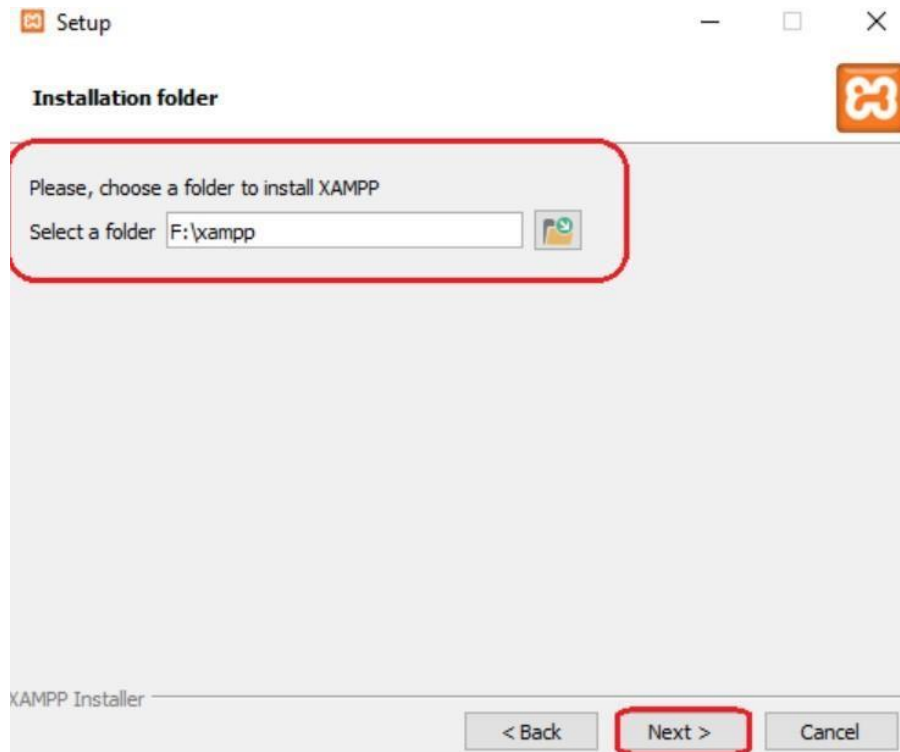 Setup
Installation folder
Please, choose a folder to install XAMPP
Select a folder F:\xampp
XAMPP Installer
< Back Next > Cancel